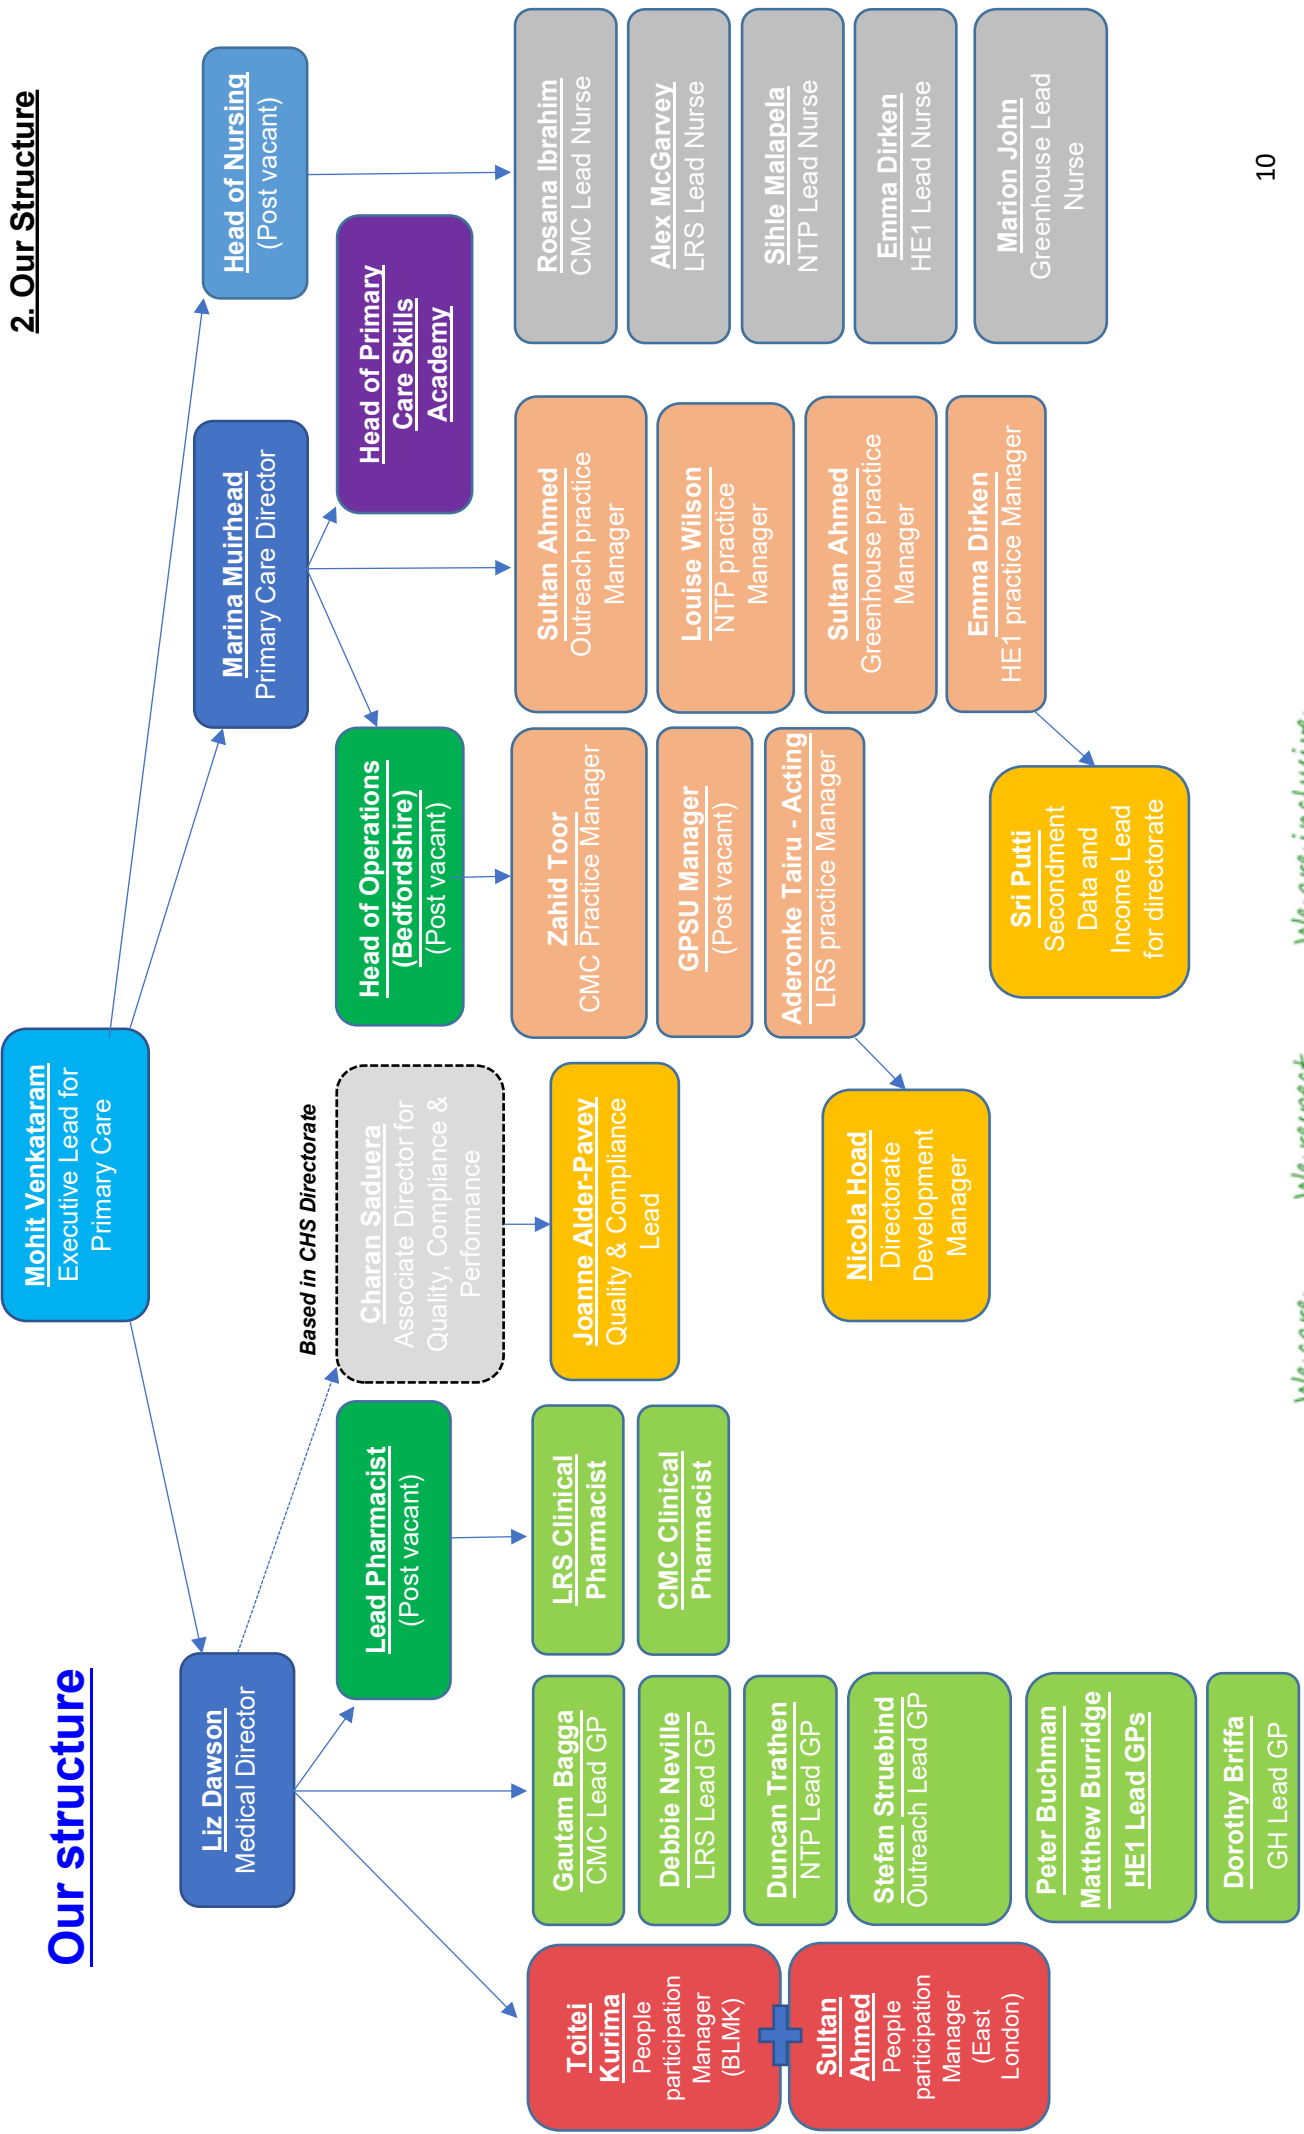 2. Our Structure
Our structure
Mohit Venkataram
Executive Lead for
Primary Care
Liz Dawson
Medical Director
Marina Muirhead
Primary Care Director
Head of Nursing
(Post vacant)
Based in CHS Directorate
Lead Pharmacist
(Post vacant)
Charan Saduera
Associate Director for
Quality, Compliance &
Performance
Head of Operations
(Bedfordshire)
(Post vacant)
Head of Primary
Care Skills
Academy
Toitei
Kurima
People
participation
Manager
(BLMK)
Sultan
Ahmed
People
participation
Manager
(East
London)
Gautam Bagga
CMC Lead GP
Debbie Neville
LRS Lead GP
Duncan Trathen
NTP Lead GP
Stefan Struebind
Outreach Lead GP
Peter Buchman
Matthew Burridge
HE1 Lead GPs
Dorothy Briffa
GH Lead GP
LRS Clinical
Pharmacist
CMC Clinical
Pharmacist
Joanne Alder-Pavey
Quality & Compliance
Lead
Nicola Hoad
Directorate
Development
Manager
Zahid Toor
CMC Practice Manager
GPSU Manager
(Post vacant)
Aderonke Tairu - Acting
LRS practice Manager
Sri Putti
Secondment
Data and
Income Lead
for directorate
Sultan Ahmed
Outreach practice
Manager
Louise Wilson
NTP practice
Manager
Sultan Ahmed
Greenhouse practice
Manager
Emma Dirken
HE1 practice Manager
Rosana Ibrahim
CMC Lead Nurse
Alex McGarvey
LRS Lead Nurse
Sihle Malapela
NTP Lead Nurse
Emma Dirken
HE1 Lead Nurse
Marion John
Greenhouse Lead
Nurse
We care
We respect
We are inclusive
10